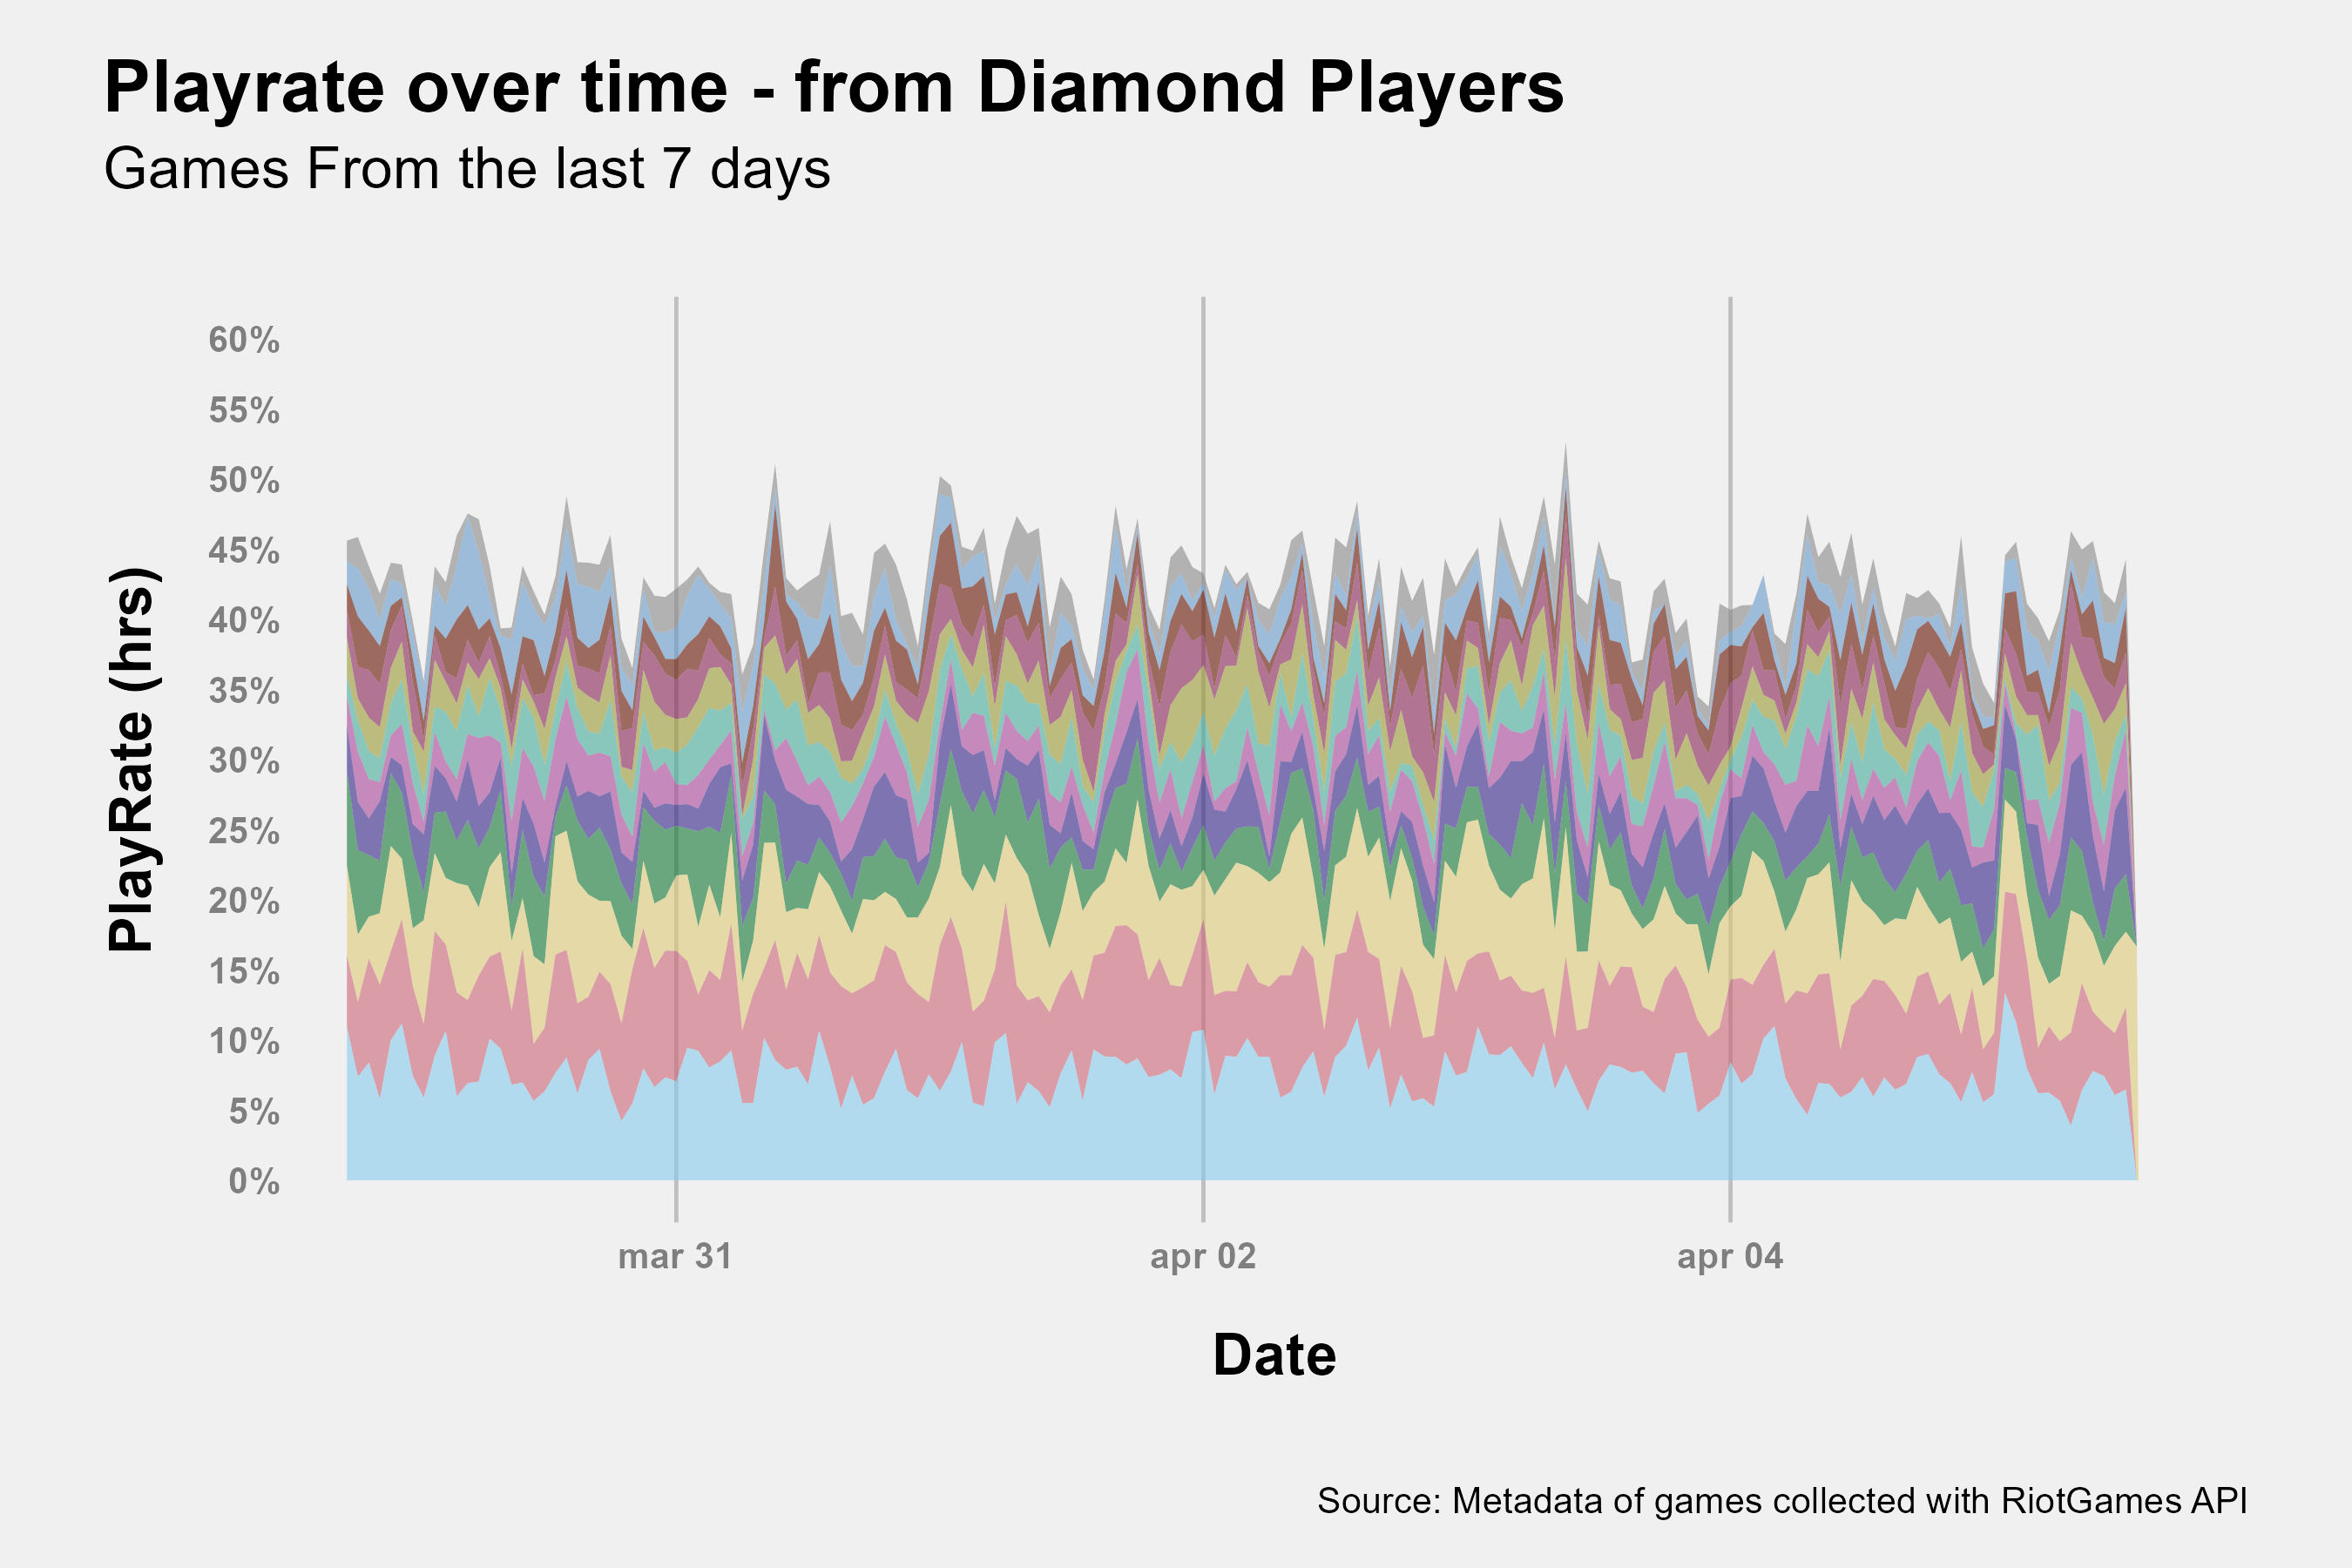 Playrate over time - from Diamond Players
Games From the last 7 days
PlayRate (hrs)
60%
55%
50%
45%
40%
35%
30%
25%
20%
15%
10%
5%
0%
mar 31
apr 02
apr 04
Date
Source: Metadata of games collected with RiotGames API